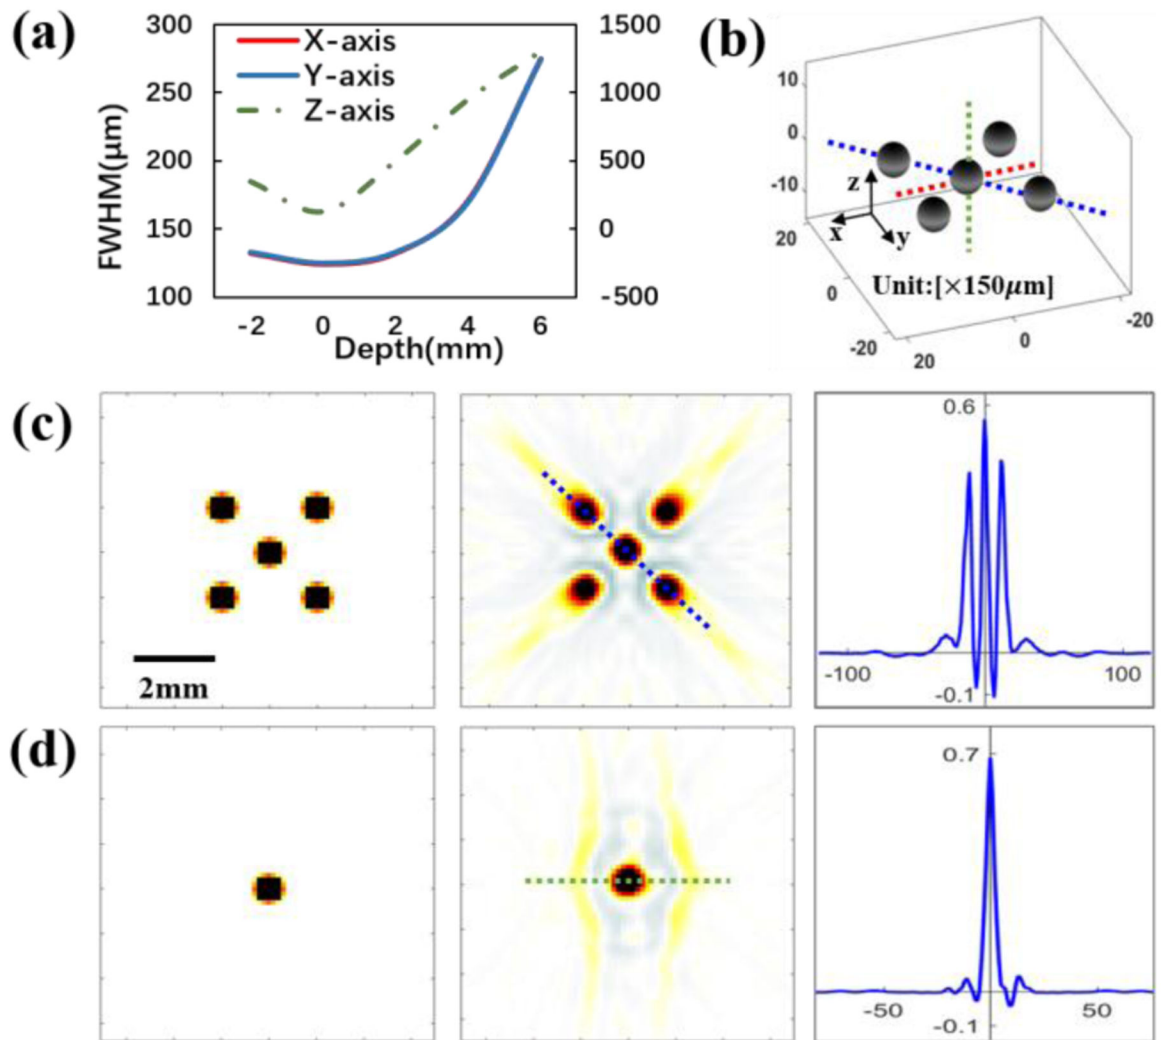 (a)
300
250
200
150
100
FWHM(μm)
X-axis
Y-axis
Z-axis
1500
1000
500
0
-500
-2 0 2 4 6
Depth(mm)
(b)
10
0
-10
20
0
-20
20
0
-20
z
x
y
Unit:[×150μm]
(c)
2mm
0.6
-100
100
-0.1
(d)
0.7
-50
50
-0.1